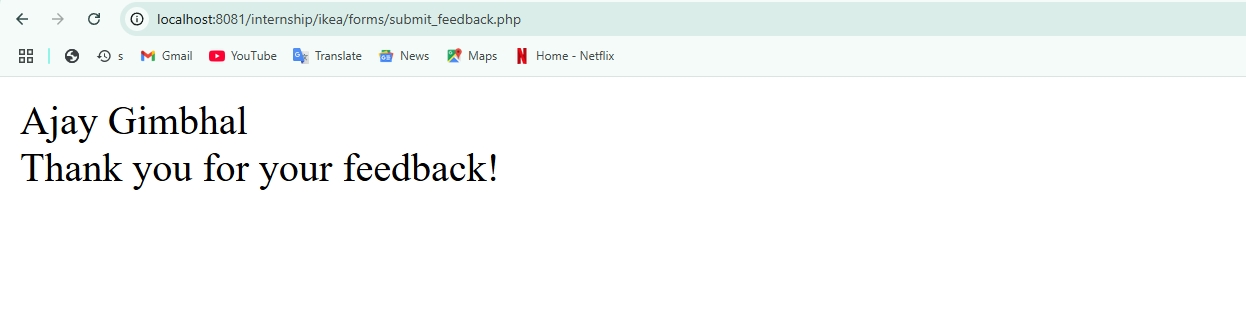 localhost:8081/internship/ikea/forms/submit_feedback.php
s Gmail YouTube Translate News Maps Home - Netflix
Ajay Gimbhal
Thank you for your feedback!